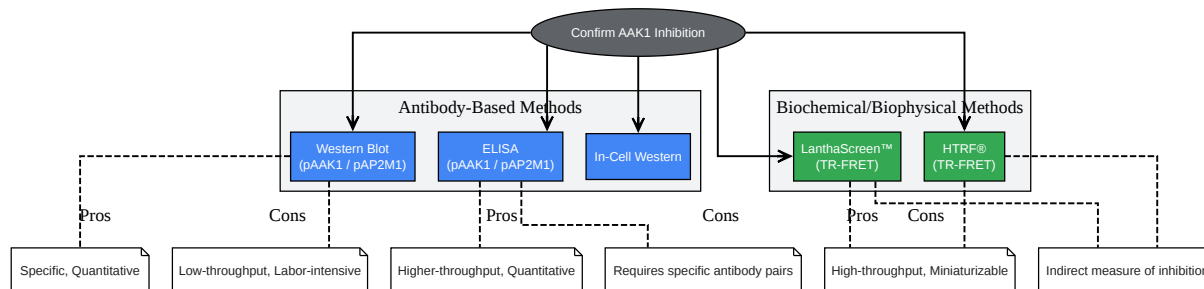 Confirm AAK1 Inhibition
Antibody-Based Methods
Biochemical/Biophysical Methods
Western Blot
(pAAK1 / pAP2M1)
ELISA
(pAAK1 / pAP2M1)
In-Cell Western
LanthaScreen™
(TR-FRET)
HTRF®
(TR-FRET)
Pros
Cons
Pros
Cons
Pros
Cons
Specific, Quantitative
Low-throughput, Labor-intensive
Higher-throughput, Quantitative
Requires specific antibody pairs
High-throughput, Miniaturizable
Indirect measure of inhibition